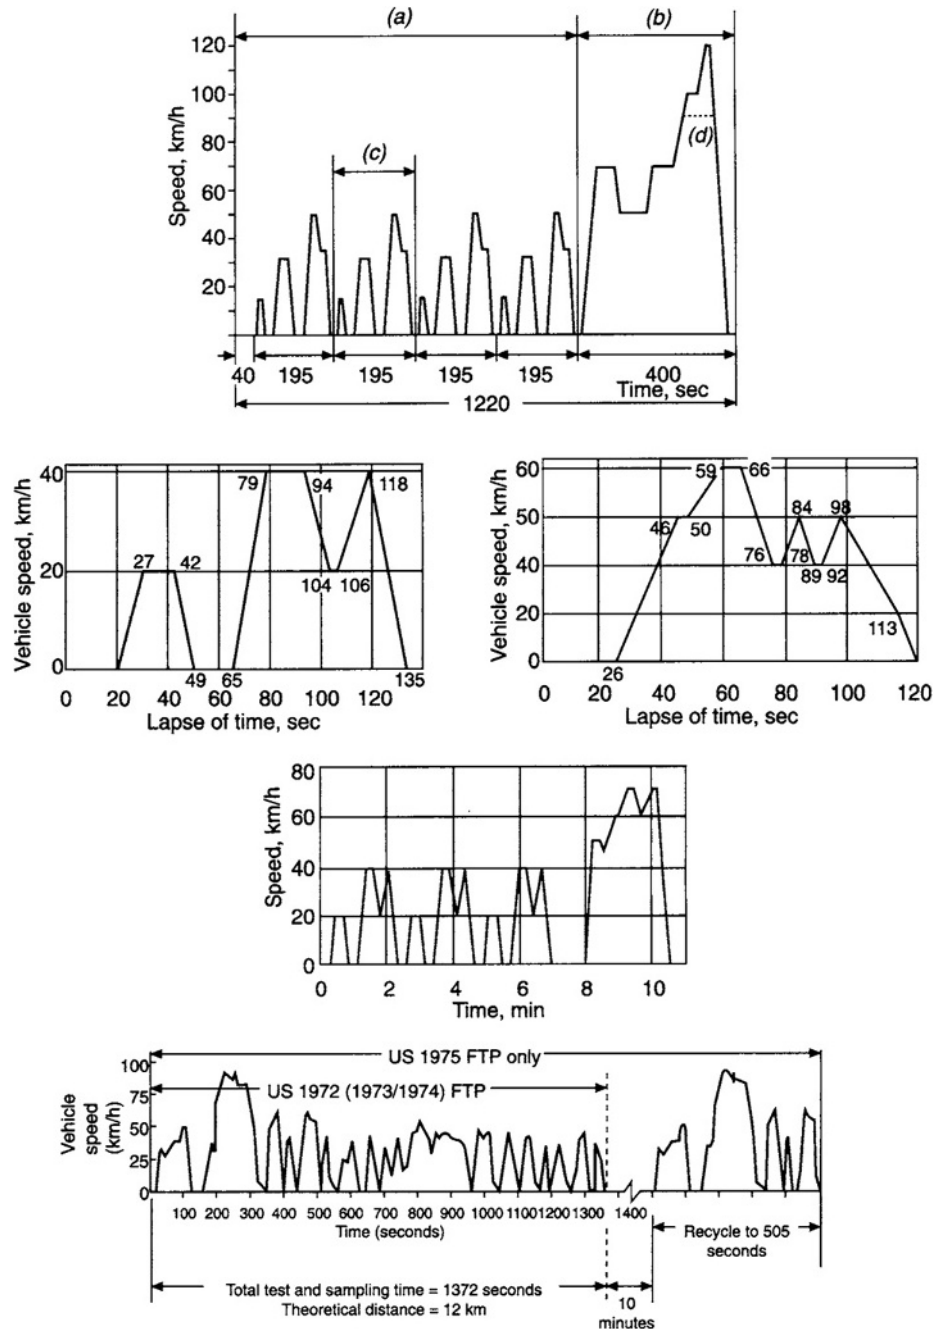 (a) (b)
120
100
80
60
40
20
Speed, km/h
(c)
(d)
40 195 195 195 195 400
Time, sec
1220
40
20
0
Vehicle speed, km/h
79 94 118
27 42
104 106
49 65 135
0 20 40 60 80 100 120 140
Lapse of time, sec
60
50
40
20
0
Vehicle speed, km/h
59 66
46 50 84 98
76 78 89 92
113
26
0 20 40 60 80 100 120
Lapse of time, sec
80
60
40
20
0
Speed, km/h
0 2 4 6 8 10
Time, min
US 1975 FTP only
US 1972 (1973/1974) FTP
100
75
50
25
0
Vehicle
speed
(km/h)
100 200 300 400 500 600 700 800 900 1000 1100 1200 1300 1400
Time (seconds)
Recycle to 505
seconds
Total test and sampling time = 1372 seconds
Theoretical distance = 12 km
10
minutes